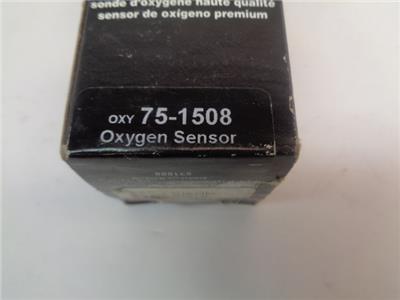 sonde d'oxygène haute qualité
sensor de oxígeno premium
OXY 75-1508
Oxygen Sensor